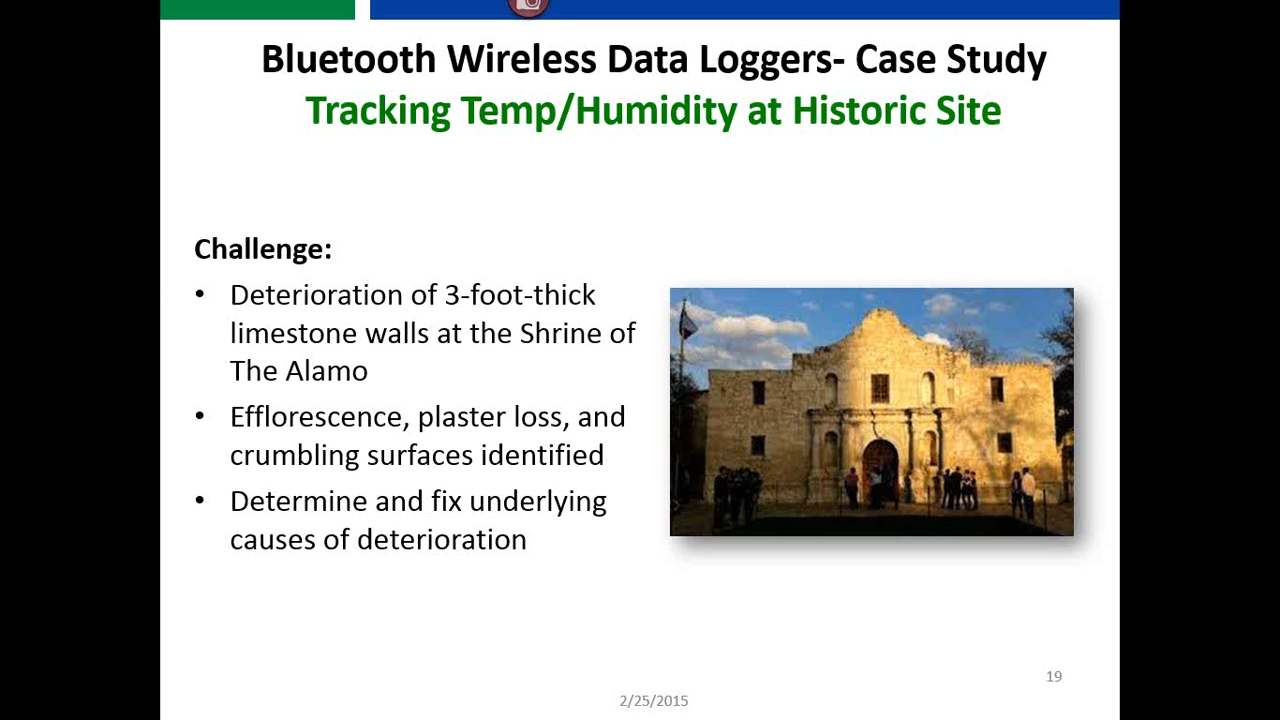 Bluetooth Wireless Data Loggers- Case Study
Tracking Temp/Humidity at Historic Site
Challenge:
• Deterioration of 3-foot-thick
limestone walls at the Shrine of
The Alamo
• Efflorescence, plaster loss, and
crumbling surfaces identified
• Determine and fix underlying
causes of deterioration
19
2/25/2015